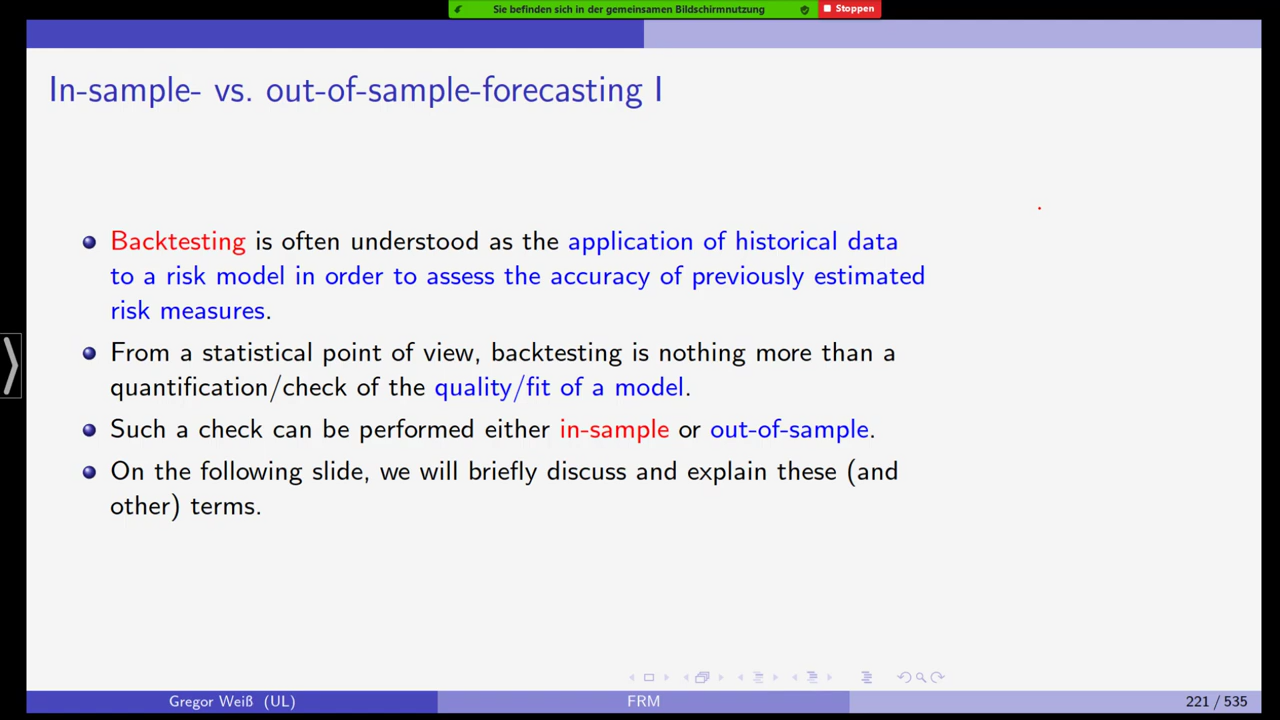 Sie befinden sich in der gemeinsamen Bildschirmnutzung
Stoppen
In-sample- vs. out-of-sample-forecasting I
Backtesting is often understood as the application of historical data
to a risk model in order to assess the accuracy of previously estimated
risk measures.
From a statistical point of view, backtesting is nothing more than a
quantification/check of the quality/fit of a model.
Such a check can be performed either in-sample or out-of-sample.
On the following slide, we will briefly discuss and explain these (and
other) terms.
Gregor Weiß (UL)
FRM
221 / 535